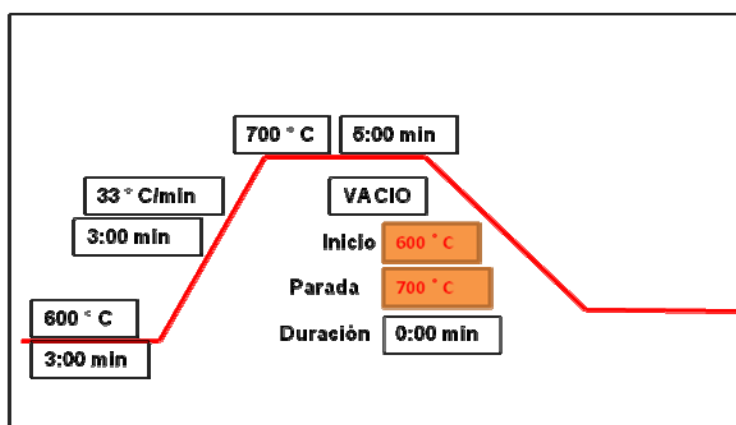 700 ° C 5:00 min
33 ° C/min
3:00 min
VACIO
Inicio 600 ° C
Parada 700 ° C
Duración 0:00 min
600 ° C
3:00 min